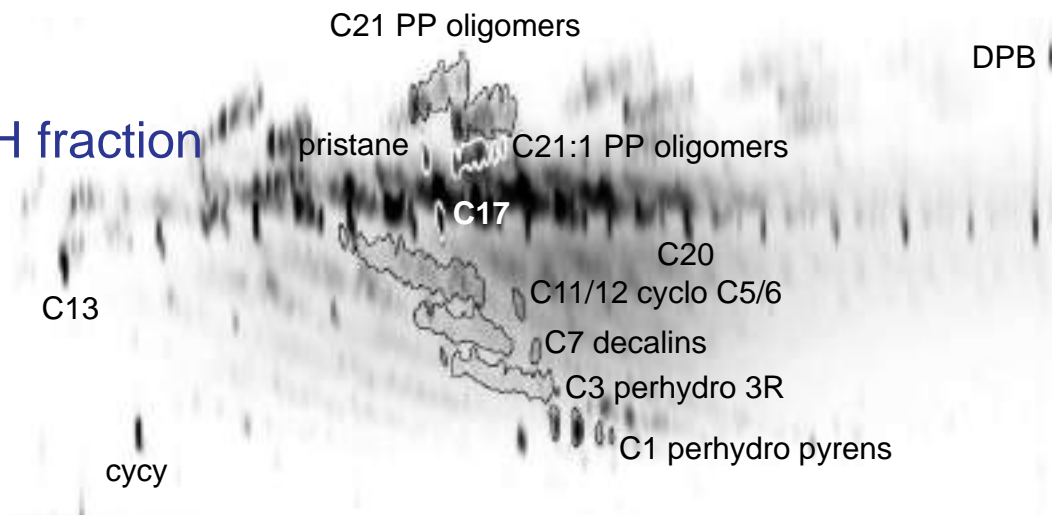 C21 PP oligomers
DPB
H fraction
pristane
C21:1 PP oligomers
C17
C20
C11/12 cyclo C5/6
C13
C7 decalins
C3 perhydro 3R
C1 perhydro pyrens
cycy